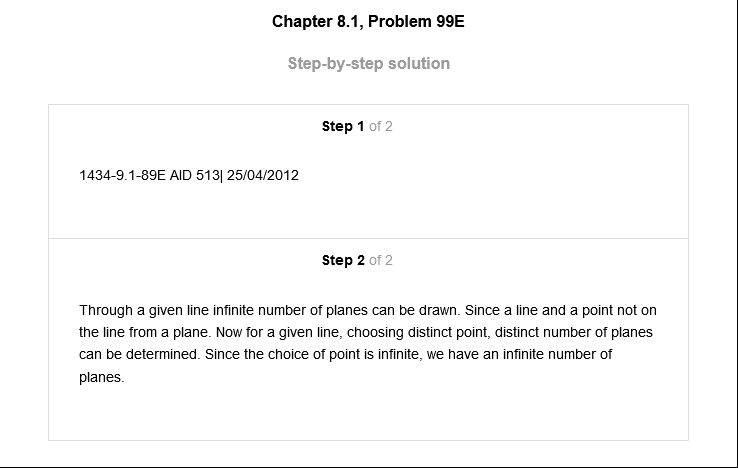 Chapter 8.1, Problem 99E
Step-by-step solution
Step 1 of 2
1434-9.1-89E AID 513| 25/04/2012
Step 2 of 2
Through a given line infinite number of planes can be drawn. Since a line and a point not on
the line from a plane. Now for a given line, choosing distinct point, distinct number of planes
can be determined. Since the choice of point is infinite, we have an infinite number of
planes.